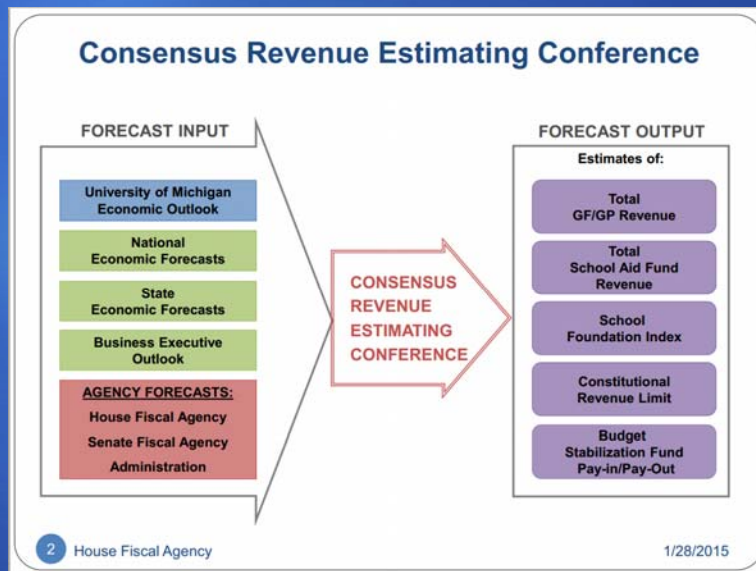 Consensus Revenue Estimating Conference
FORECAST INPUT
University of Michigan
Economic Outlook
National
Economic Forecasts
State
Economic Forecasts
Business Executive
Outlook
AGENCY FORECASTS:
House Fiscal Agency
Senate Fiscal Agency
Administration
CONSENSUS
REVENUE
ESTIMATING
CONFERENCE
FORECAST OUTPUT
Estimates of:
Total
GF/GP Revenue
Total
School Aid Fund
Revenue
School
Foundation Index
Constitutional
Revenue Limit
Budget
Stabilization Fund
Pay-in/Pay-Out
2 House Fiscal Agency
1/28/2015